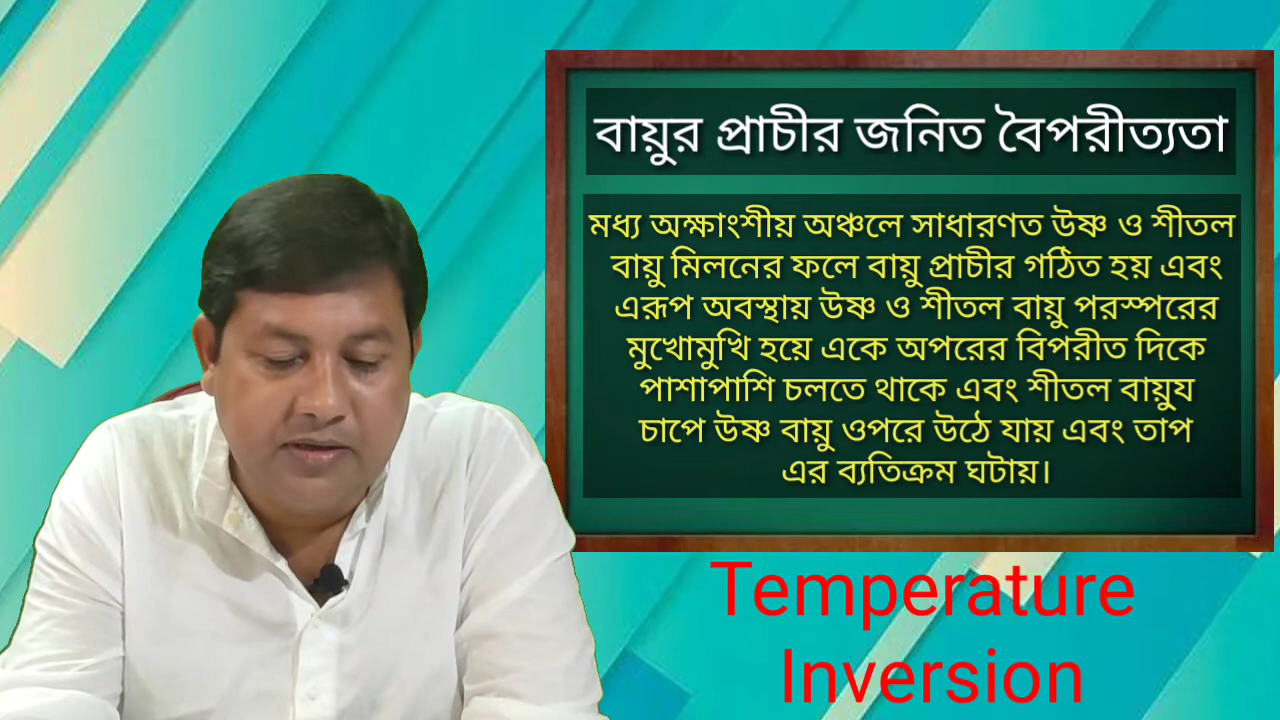 বায়ুর প্রাচীর জনিত বৈপরীত্যতা
মধ্য অক্ষাংশীয় অঞ্চলে সাধারণত উষ্ণ ও শীতল
বায়ু মিলনের ফলে বায়ু প্রাচীর গঠিত হয় এবং
এরূপ অবস্থায় উষ্ণ ও শীতল বায়ু পরস্পরের
মুখোমুখি হয়ে একে অপরের বিপরীত দিকে
পাশাপাশি চলতে থাকে এবং শীতল বায়ুয
চাপে উষ্ণ বায়ু ওপরে উঠে যায় এবং তাপ
এর ব্যতিক্রম ঘটায়।
Temperature
Inversion